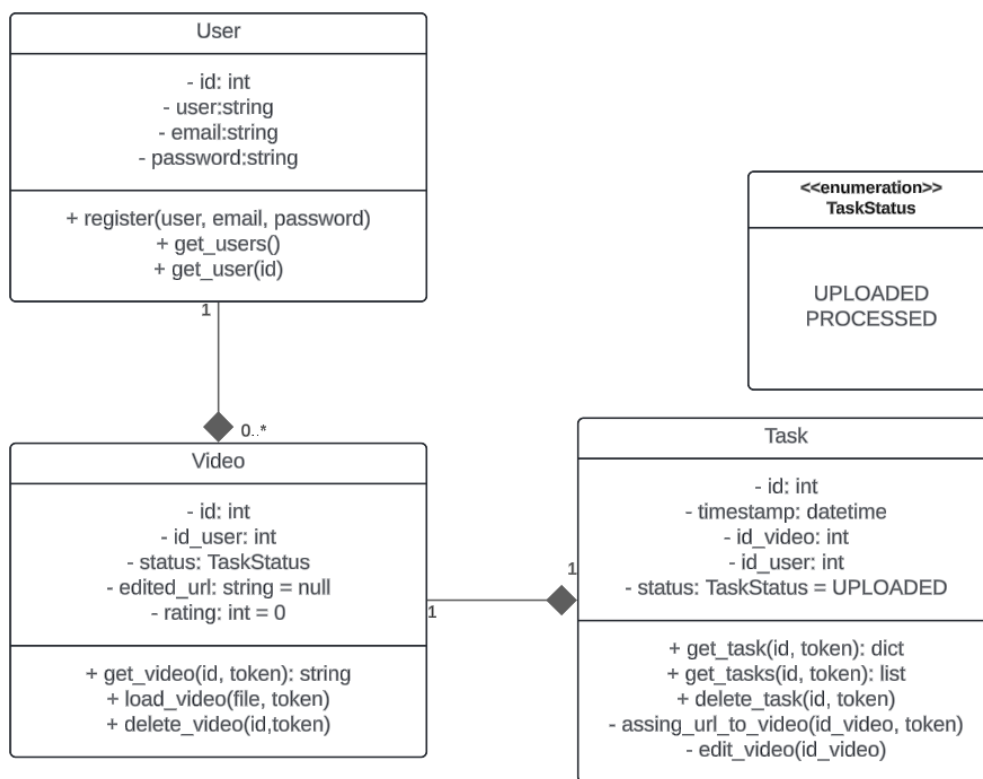 User
- id: int
- user:string
- email:string
- password:string
+ register(user, email, password)
+ get_users()
+ get_user(id)
1
0..*
<<enumeration>>
TaskStatus
UPLOADED
PROCESSED
Video
- id: int
- id_user: int
- status: TaskStatus
- edited_url: string = null
- rating: int = 0
+ get_video(id, token): string
+ load_video(file, token)
+ delete_video(id,token)
1
1
Task
- id: int
- timestamp: datetime
- id_video: int
- id_user: int
- status: TaskStatus = UPLOADED
+ get_task(id, token): dict
+ get_tasks(id, token): list
+ delete_task(id, token)
- assing_url_to_video(id_video, token)
- edit_video(id_video)